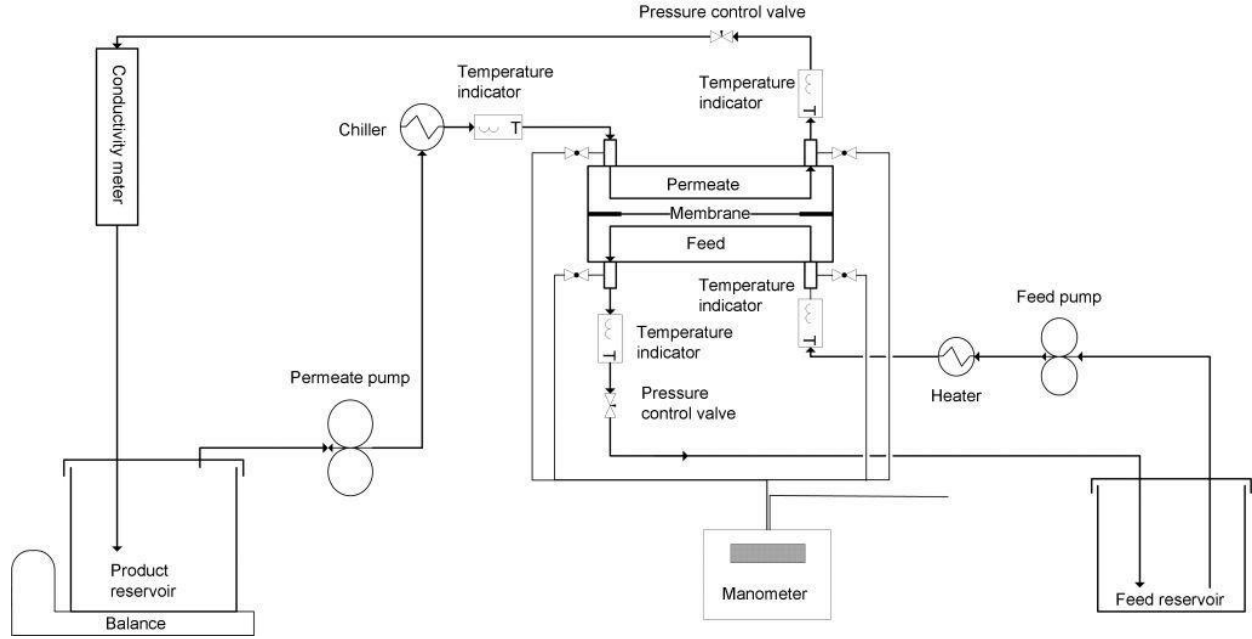 Pressure control valve
Conductivity meter
Temperature
indicator
Temperature
indicator
T
T
Chiller
Permeate
Membrane
Feed
Temperature
indicator
T
Feed pump
Temperature
indicator
T
Heater
Permeate pump
Pressure
control valve
Product
reservoir
Manometer
Feed reservoir
Balance